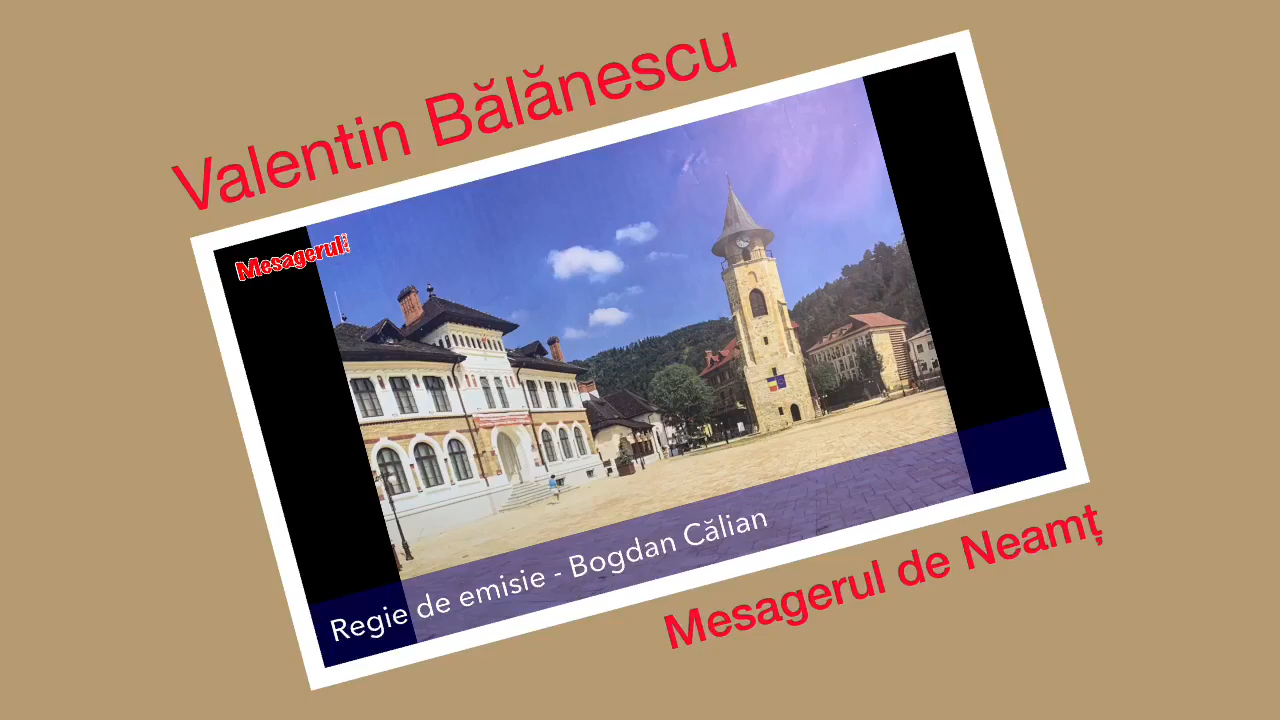 Valentin Bălănescu
Mesagerul
Regie de emisie - Bogdan Călian
Mesagerul de Neamț